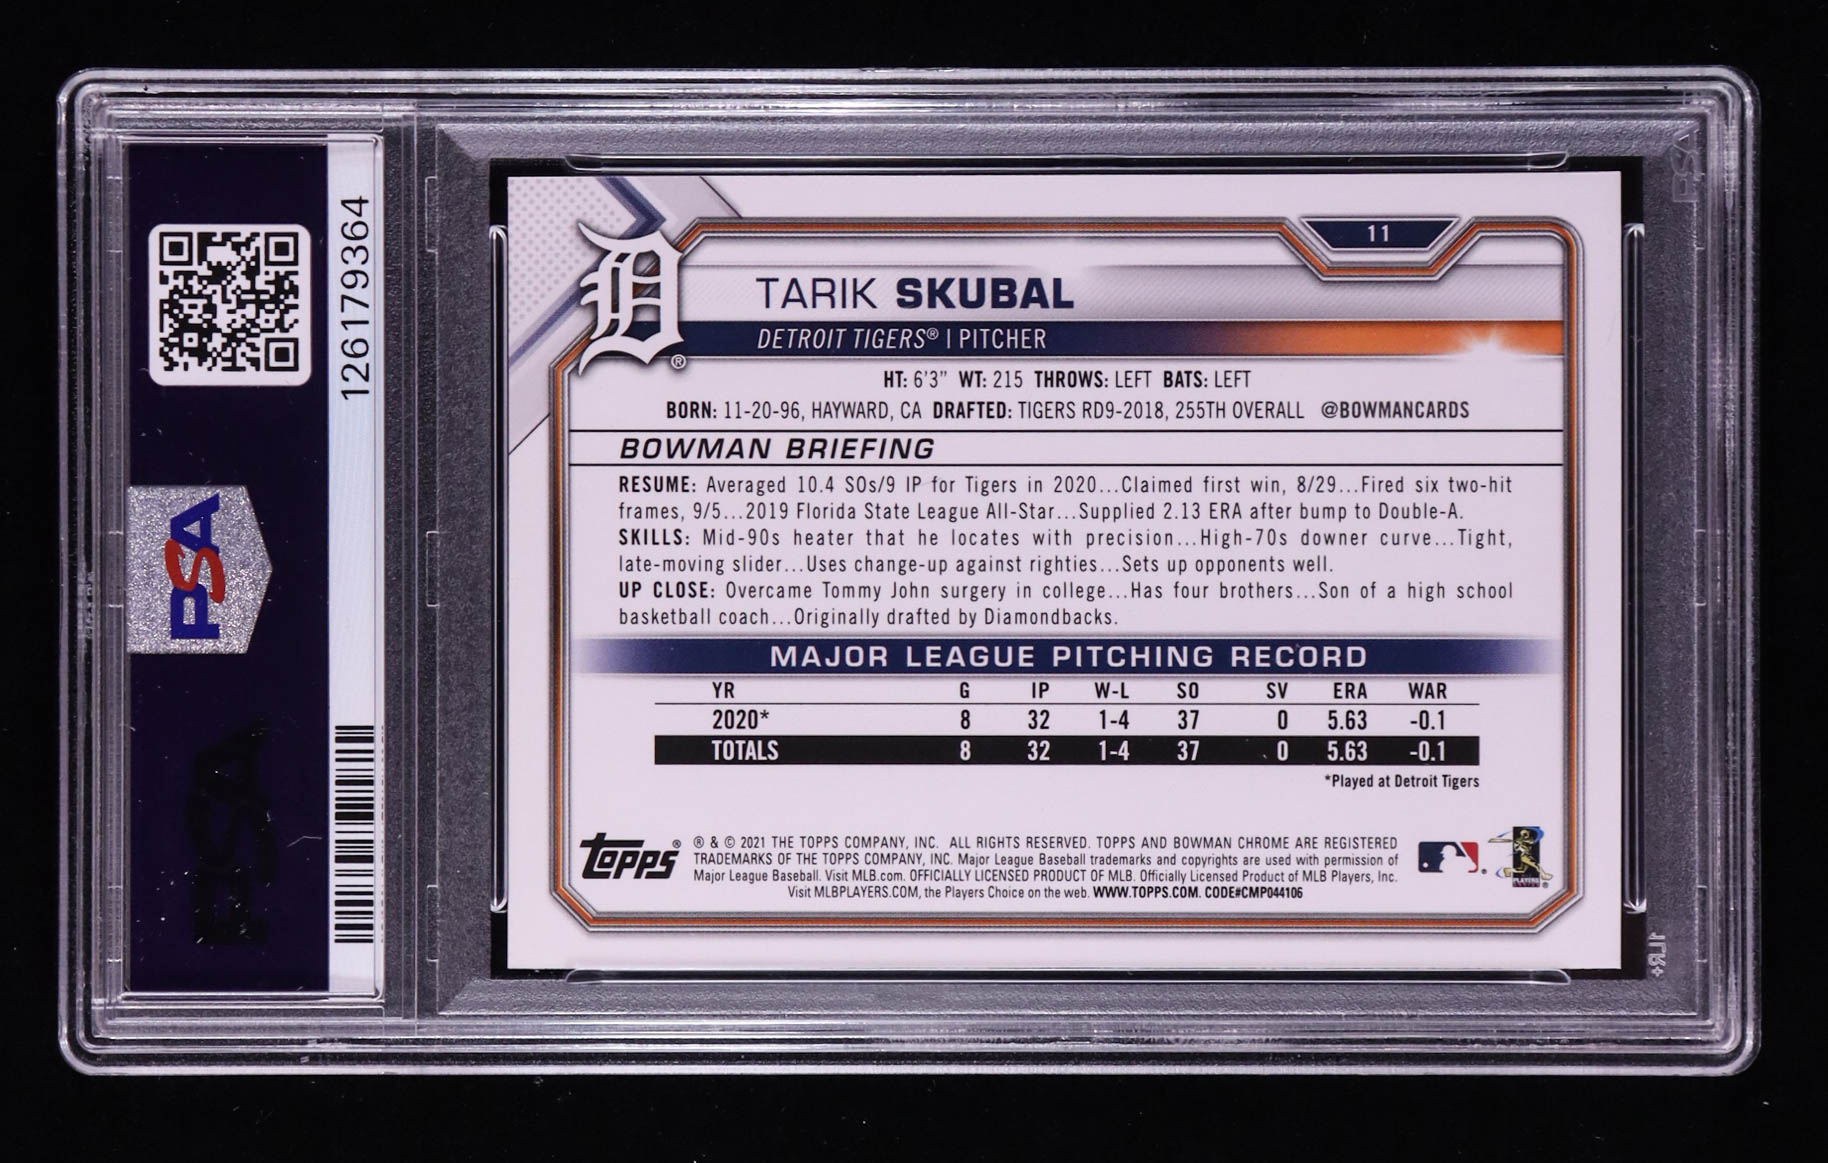 126179364
PSA
PSA
11
D
®
TARIK SKUBAL
DETROIT TIGERS® | PITCHER
HT: 6'3" WT: 215 THROWS: LEFT BATS: LEFT
BORN: 11-20-96, HAYWARD, CA DRAFTED: TIGERS RD9-2018, 255TH OVERALL @BOWMANCARDS
BOWMAN BRIEFING
RESUME: Averaged 10.4 SOs/9 IP for Tigers in 2020...Claimed first win, 8/29...Fired six two-hit
frames, 9/5...2019 Florida State League All-Star...Supplied 2.13 ERA after bump to Double-A.
SKILLS: Mid-90s heater that he locates with precision...High-70s downer curve...Tight,
late-moving slider...Uses change-up against righties...Sets up opponents well.
UP CLOSE: Overcame Tommy John surgery in college...Has four brothers...Son of a high school
basketball coach...Originally drafted by Diamondbacks.
MAJOR LEAGUE PITCHING RECORD
YR G IP W-L SO SV ERA WAR
2020* 8 32 1-4 37 0 5.63 -0.1
TOTALS 8 32 1-4 37 0 5.63 -0.1
*Played at Detroit Tigers
Topps®
® & © 2021 THE TOPPS COMPANY, INC. ALL RIGHTS RESERVED. TOPPS AND BOWMAN CHROME ARE REGISTERED
TRADEMARKS OF THE TOPPS COMPANY, INC. Major League Baseball trademarks and copyrights are used with permission of
Major League Baseball. Visit MLB.com. OFFICIALLY LICENSED PRODUCT OF MLB. Officially Licensed Product of MLB Players, Inc.
Visit MLBPLAYERS.COM, the Players Choice on the web. WWW.TOPPS.COM. CODE#CMP044106
PLAYERS
PSA
1LR+